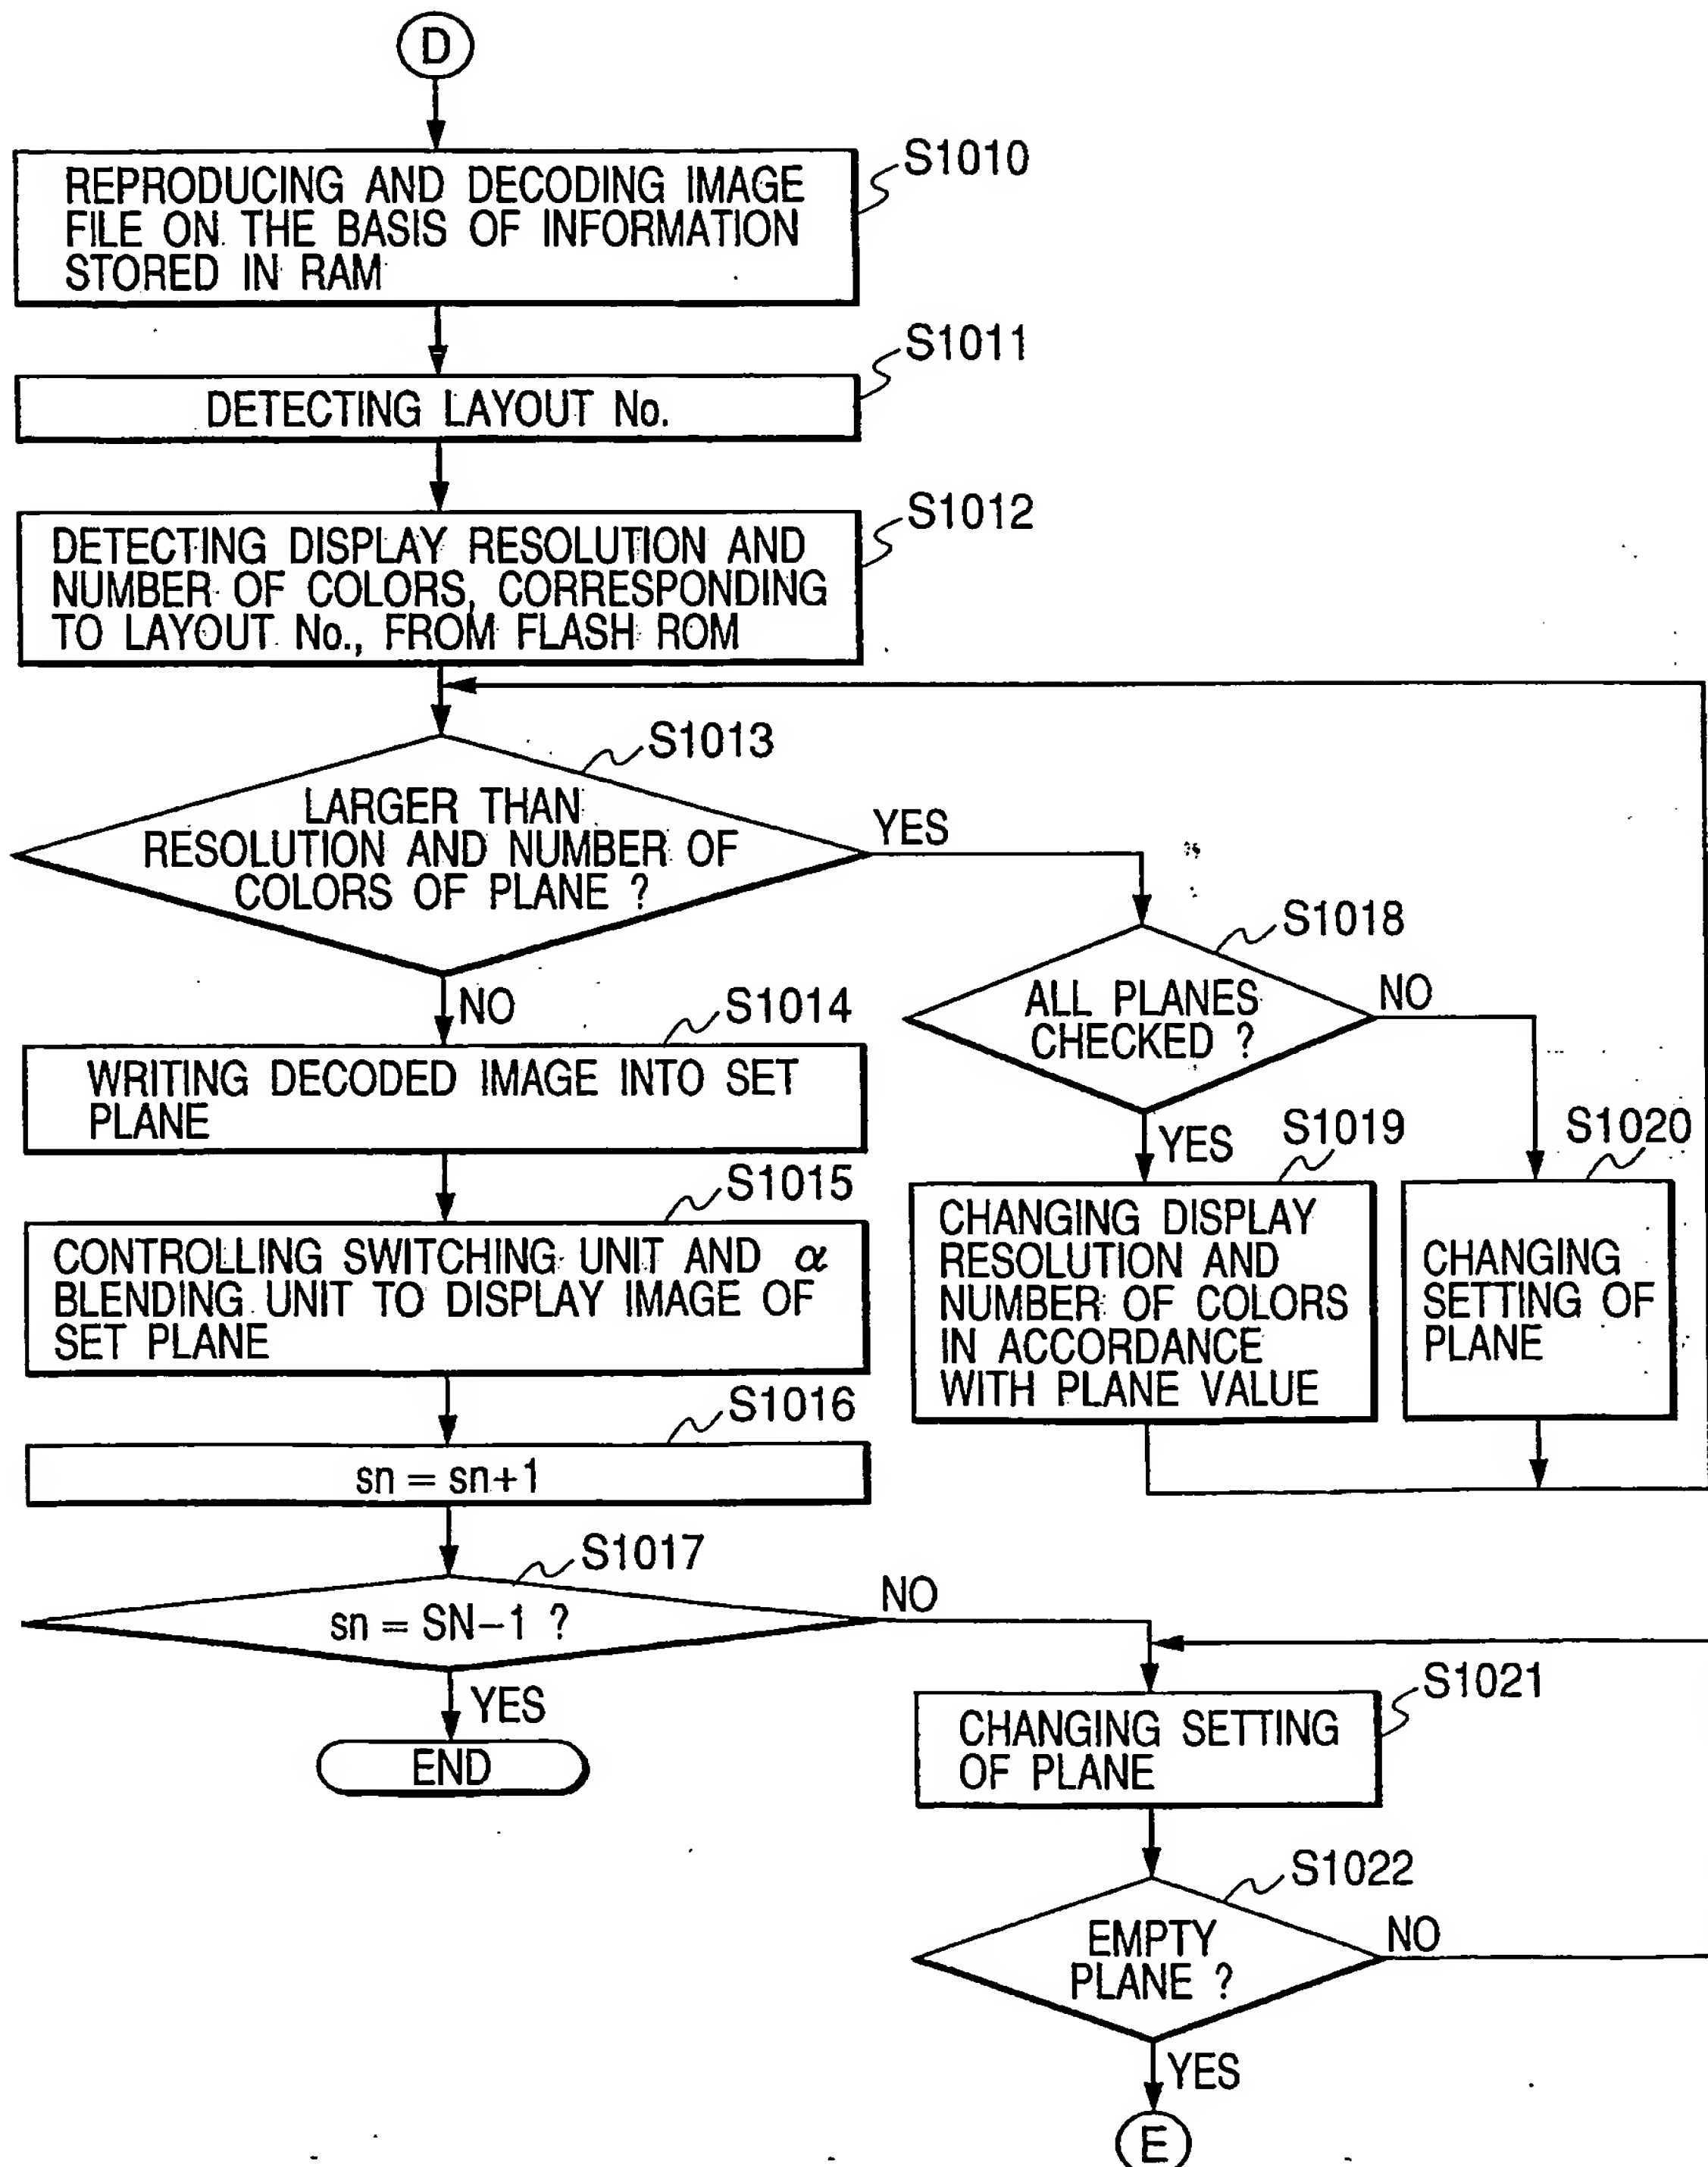 D
S1010
REPRODUCING AND DECODING IMAGE
FILE ON THE BASIS OF INFORMATION
STORED IN RAM
S1011
DETECTING LAYOUT No.
S1012
DETECTING DISPLAY RESOLUTION AND
NUMBER OF COLORS, CORRESPONDING
TO LAYOUT No., FROM FLASH ROM
S1013
LARGER THAN
RESOLUTION AND NUMBER OF
COLORS OF PLANE ?
YES
NO
S1018
ALL PLANES
CHECKED ?
NO
YES
S1014
WRITING DECODED IMAGE INTO SET
PLANE
S1019
CHANGING DISPLAY
RESOLUTION AND
NUMBER OF COLORS
IN ACCORDANCE
WITH PLANE VALUE
S1020
CHANGING
SETTING OF
PLANE
S1015
CONTROLLING SWITCHING UNIT AND α
BLENDING UNIT TO DISPLAY IMAGE OF
SET PLANE
S1016
sn = sn+1
S1017
sn = SN-1 ?
NO
YES
END
S1021
CHANGING SETTING
OF PLANE
S1022
EMPTY
PLANE ?
NO
YES
E